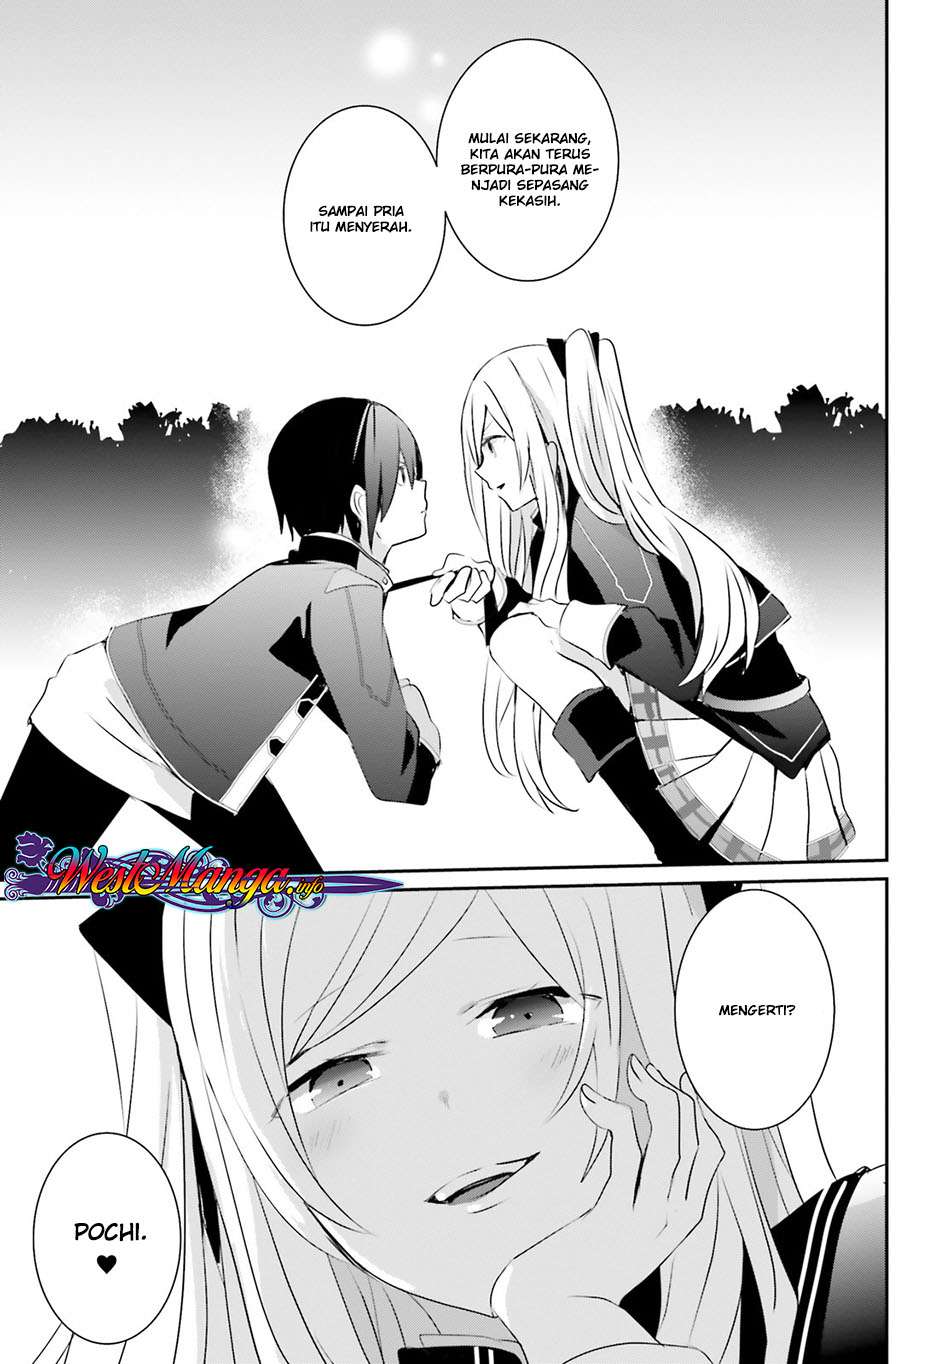 MULAI SEKARANG,
KITA AKAN TERUS
BERPURA-PURA ME-
NJADI SEPASANG
KEKASIH.
SAMPAI PRIA
ITU MENYERAH.
WestManga.info
MENGERTI?
POCHI.
♥